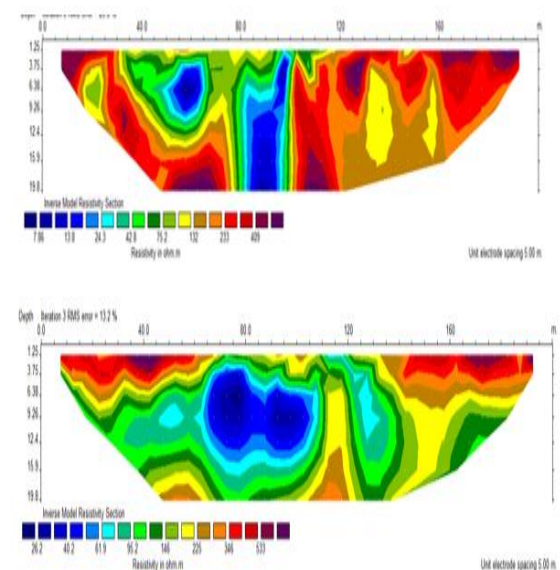 0.0 40.0 80.0 120 160 m.
1.25
3.75
6.38
9.26
12.4
15.9
19.8
Inverse Model Resistivity Section
7.86 13.8 24.3 42.8 75.2 132 233 409
Resistivity in ohm.m
Unit electrode spacing 5.00 m.
Depth Iteration 3 RMS error = 13.2 %
0.0 40.0 80.0 120 160 m.
1.25
3.75
6.38
9.26
12.4
15.9
19.8
Inverse Model Resistivity Section
26.2 40.2 61.9 95.2 146 225 346 533
Resistivity in ohm.m
Unit electrode spacing 5.00 m.